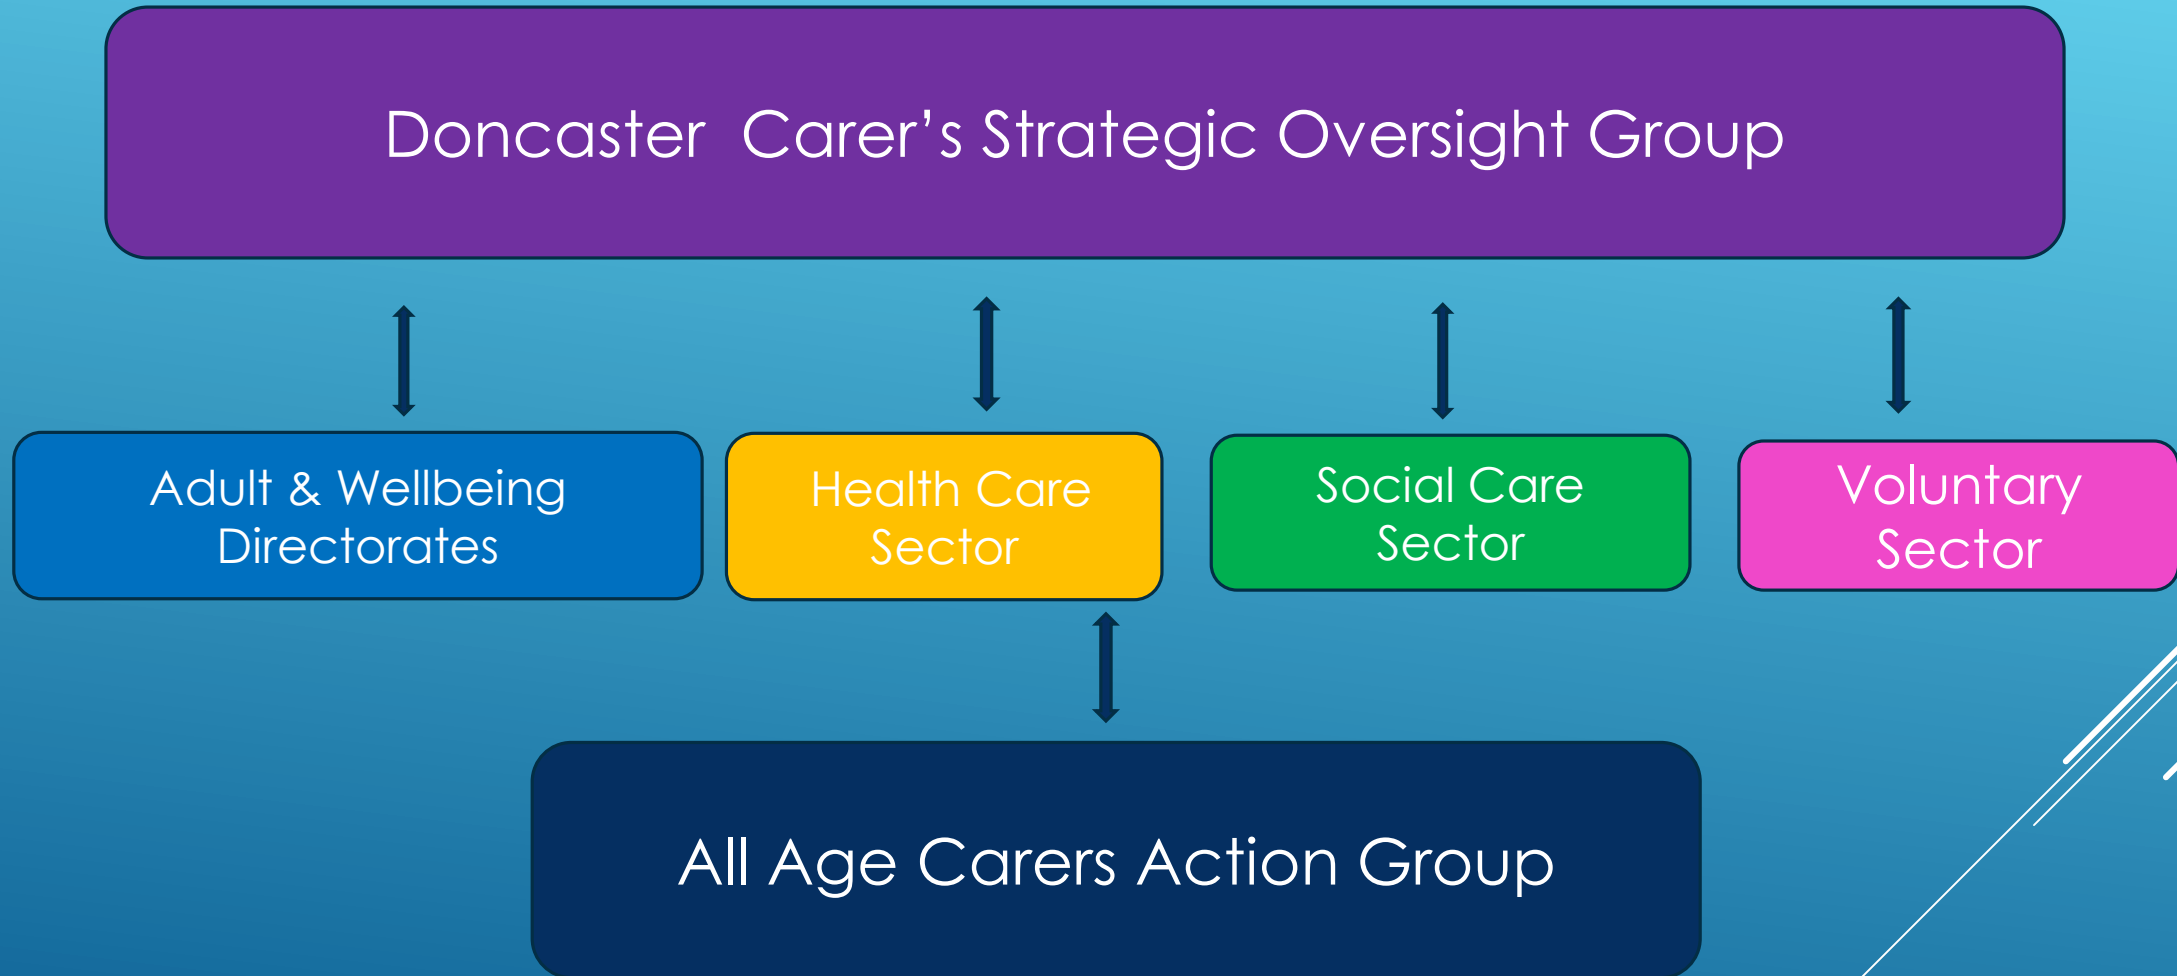 Doncaster  Carer’s Strategic Oversight Group
Adult & Wellbeing
Directorates
Health Care
Sector
Social Care
Sector
Voluntary
Sector
All Age Carers Action Group